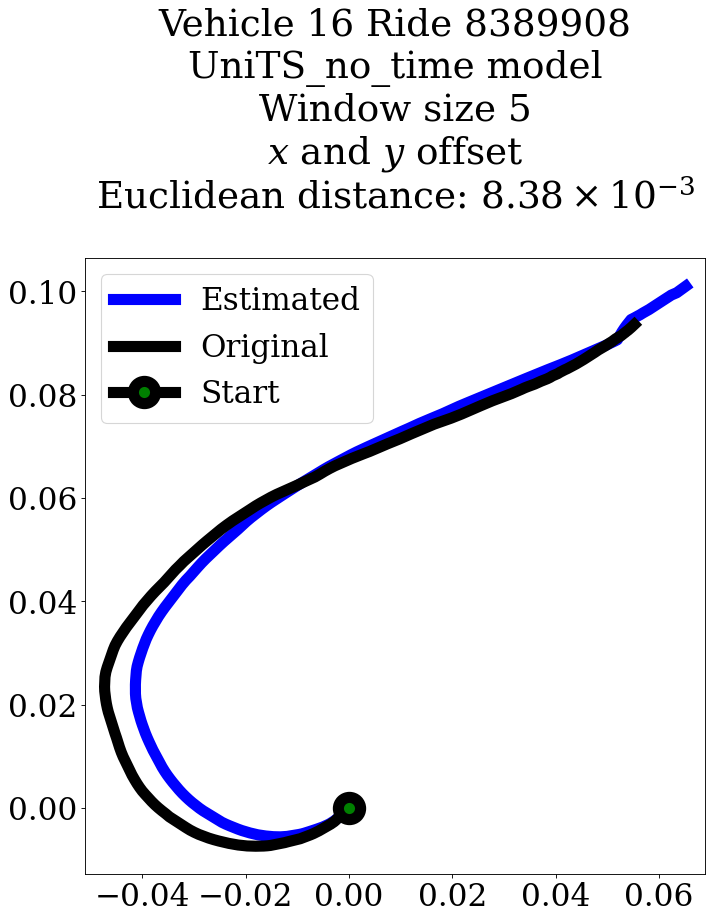 Vehicle 16 Ride 8389908
UniTS_no_time model
Window size 5
x and y offset
Euclidean distance: 8.38 × 10⁻³
Estimated
Original
Start
0.10
0.08
0.06
0.04
0.02
0.00
−0.04 −0.02 0.00 0.02 0.04 0.06